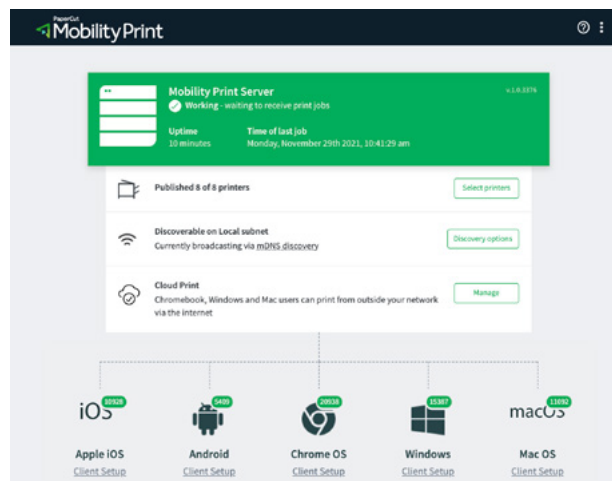 PaperCut
MobilityPrint
Mobility Print Server
v.1.0.3376
Working - waiting to receive print jobs
Uptime
Time of last job
10 minutes
Monday, November 29th 2021, 10:41:29 am
Published 8 of 8 printers
Select printers
Discoverable on Local subnet
Currently broadcasting via mDNS discovery
Discovery options
Cloud Print
Chromebook, Windows and Mac users can print from outside your network
via the internet
Manage
iOS
10928
5409
20938
15387
macOS
11092
Apple iOS
Android
Chrome OS
Windows
Mac OS
Client Setup
Client Setup
Client Setup
Client Setup
Client Setup